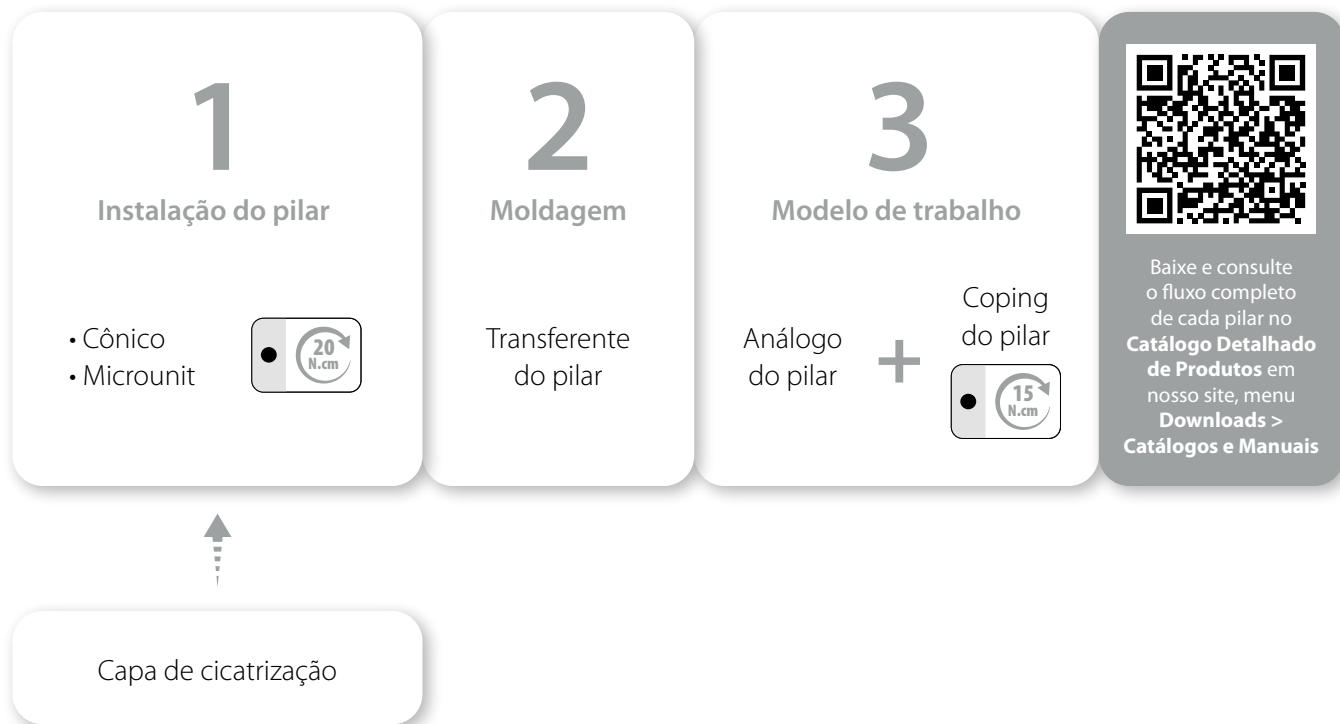 1
Instalação do pilar
• Cônico
• Microunit
20
N.cm
2
Moldagem
Transferente
do pilar
3
Modelo de trabalho
Análogo
do pilar
+
Coping
do pilar
15
N.cm
Baixe e consulte
o fluxo completo
de cada pilar no
Catálogo Detalhado
de Produtos em
nosso site, menu
Downloads >
Catálogos e Manuais
Capa de cicatrização